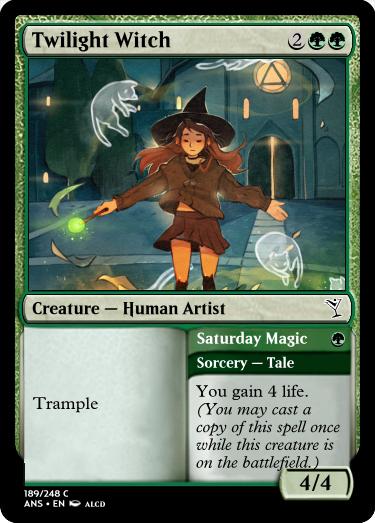 Twilight Witch 2
Creature — Human Artist
Trample
Saturday Magic
Sorcery — Tale
You gain 4 life.
(You may cast a
copy of this spell once
while this creature is
on the battlefield.)
4/4
189/248 C
ANS • EN ALCD